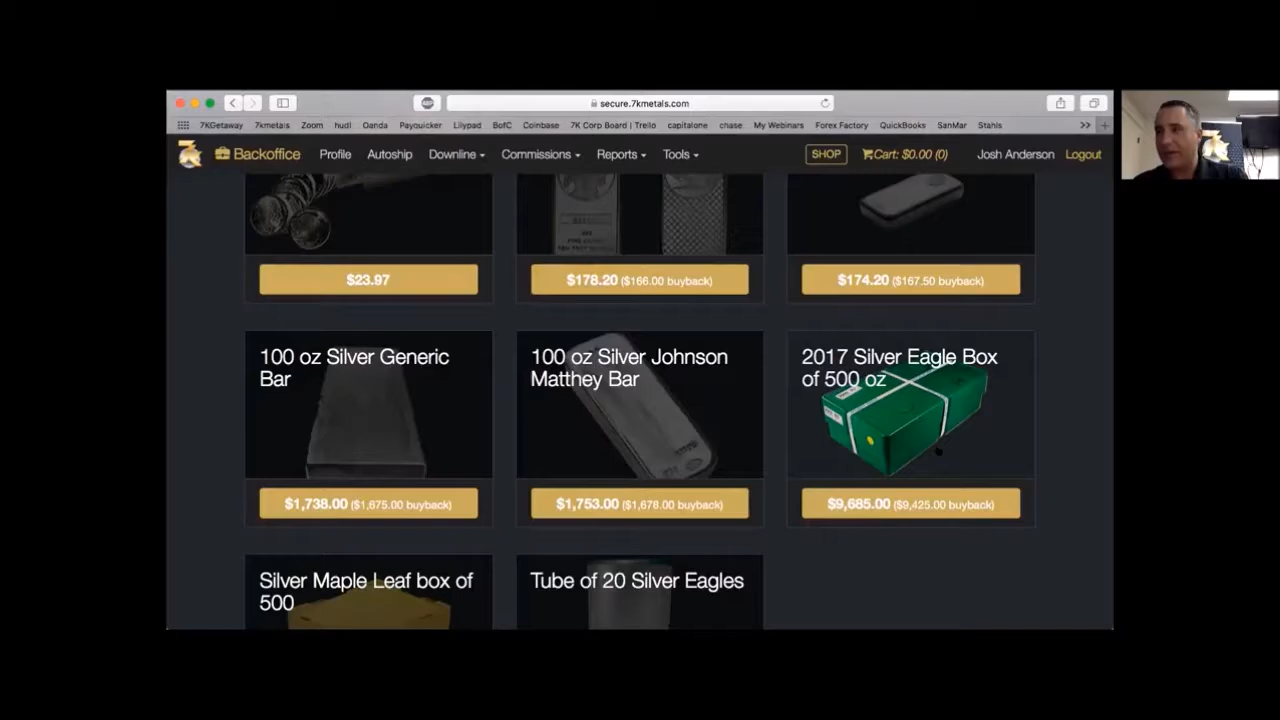 secure.7kmetals.com
7KGetaway 7kmetals Zoom hudl Oanda Payquicker Lilypad BofC Coinbase 7K Corp Board | Trello capitalone chase My Webinars Forex Factory QuickBooks SanMar Stahls
Backoffice Profile Autoship Downline Commissions Reports Tools SHOP Cart: $0.00 (0) Josh Anderson Logout
$23.97
$178.20 ($166.00 buyback)
$174.20 ($167.50 buyback)
100 oz Silver Generic
Bar
$1,738.00 ($1,675.00 buyback)
100 oz Silver Johnson
Matthey Bar
$1,753.00 ($1,678.00 buyback)
2017 Silver Eagle Box
of 500 oz
$9,685.00 ($9,425.00 buyback)
Silver Maple Leaf box of
500
Tube of 20 Silver Eagles